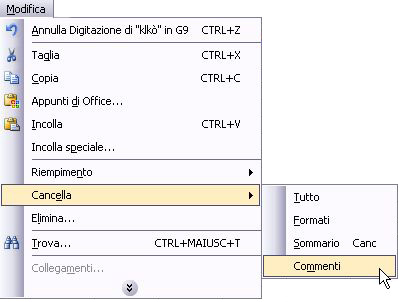 Modifica
Annulla Digitazione di "klkò" in G9 CTRL+Z
Taglia CTRL+X
Copia CTRL+C
Appunti di Office...
Incolla CTRL+V
Incolla speciale...
Riempimento
Cancella
Tutto
Elimina...
Formati
Trova... CTRL+MAIUSC+T
Sommario Canc
Collegamenti...
Commenti